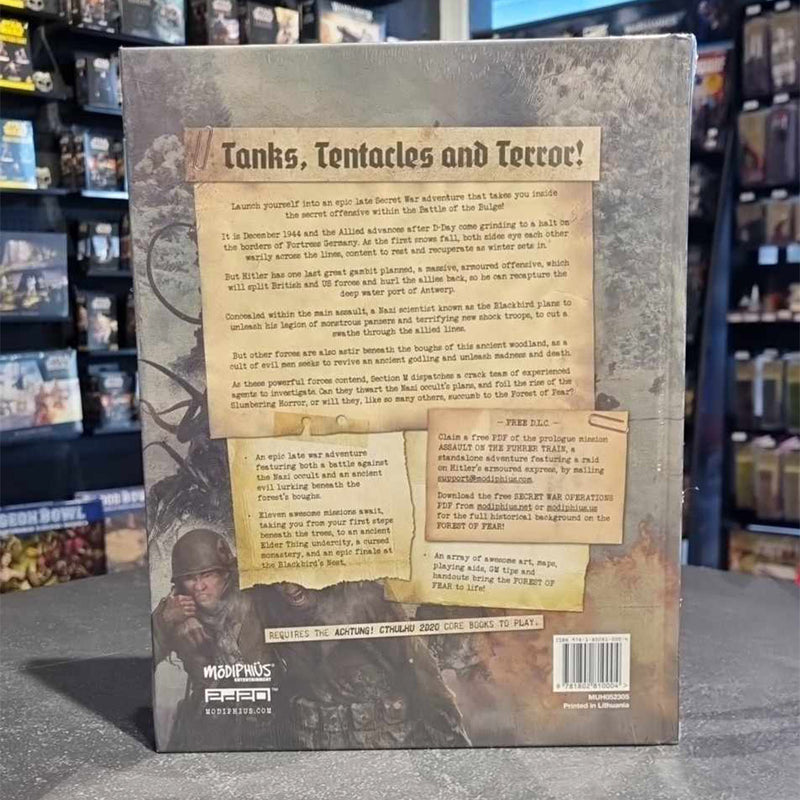 Tanks, Tentacles and Terror!
Launch yourself into an epic late Secret War adventure that takes you inside
the secret offensive within the Battle of the Bulge!
It is December 1944 and the Allied advances after D-Day come grinding to a halt on
the borders of Fortress Germany. As the first snows fall, both sides eye each other
warily across the lines, content to rest and recuperate as winter sets in.
But Hitler has one last great gambit planned, a massive, armoured offensive, which
will split British and US forces and hurl the allies back, so he can recapture the
deep water port of Antwerp.
Concealed within the main assault, a Nazi scientist known as the Blackbird plans to
unleash his legion of monstrous panzers and terrifying new shock troops, to cut a
swathe through the allied lines.
But other forces are also astir beneath the boughs of this ancient woodland, as a
cult of evil men seeks to revive an ancient godling and unleash madness and death.
As these powerful forces contend, Section M dispatches a crack team of experienced
agents to investigate. Can they thwart the Nazi occult's plans, and foil the rise of the
Slumbering Horror, or will they, like so many others, succumb to the Forest of Fear?
- FREE D.L.C. -
Claim a free PDF of the prologue mission
ASSAULT ON THE FUHRER TRAIN, a
standalone adventure featuring a raid
on Hitler's armoured express, by mailing
support@modiphius.com.
Download the free SECRET WAR OPERATIONS
PDF from modiphius.net or modiphius.us
for the full historical background on the
FOREST OF FEAR!
• An epic late war adventure
featuring both a battle against
the Nazi occult and an ancient
evil lurking beneath the
forest's boughs.
• Eleven awesome missions await,
taking you from your first steps
beneath the trees, to an ancient
Elder Thing undercity, a cursed
monastery, and an epic finale at
the Blackbird's Nest.
• An array of awesome art, maps,
playing aids, GM tips and
handouts bring the FOREST OF
FEAR to life!
REQUIRES THE ACHTUNG! CTHULHU 2D20 CORE BOOKS TO PLAY.
MÖDIPHIÜS
ENTERTAINMENT
2D20™
MODIPHIUS.COM
9 781802 810004 >
MUH052305
Printed in Lithuania